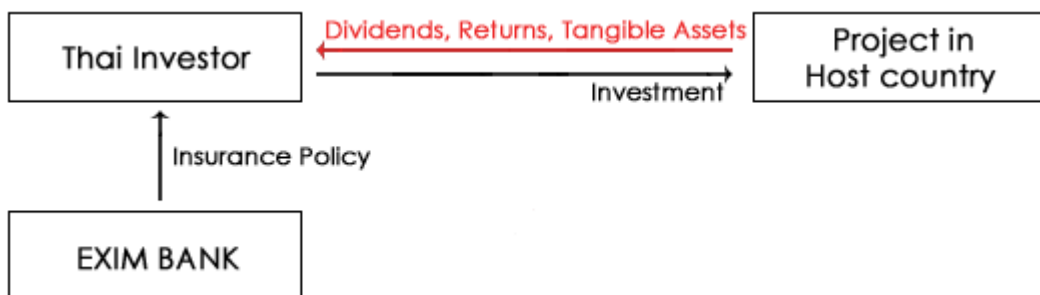 Dividends, Returns, Tangible Assets
Thai Investor
Project in
Host country
Investment
Insurance Policy
EXIM BANK